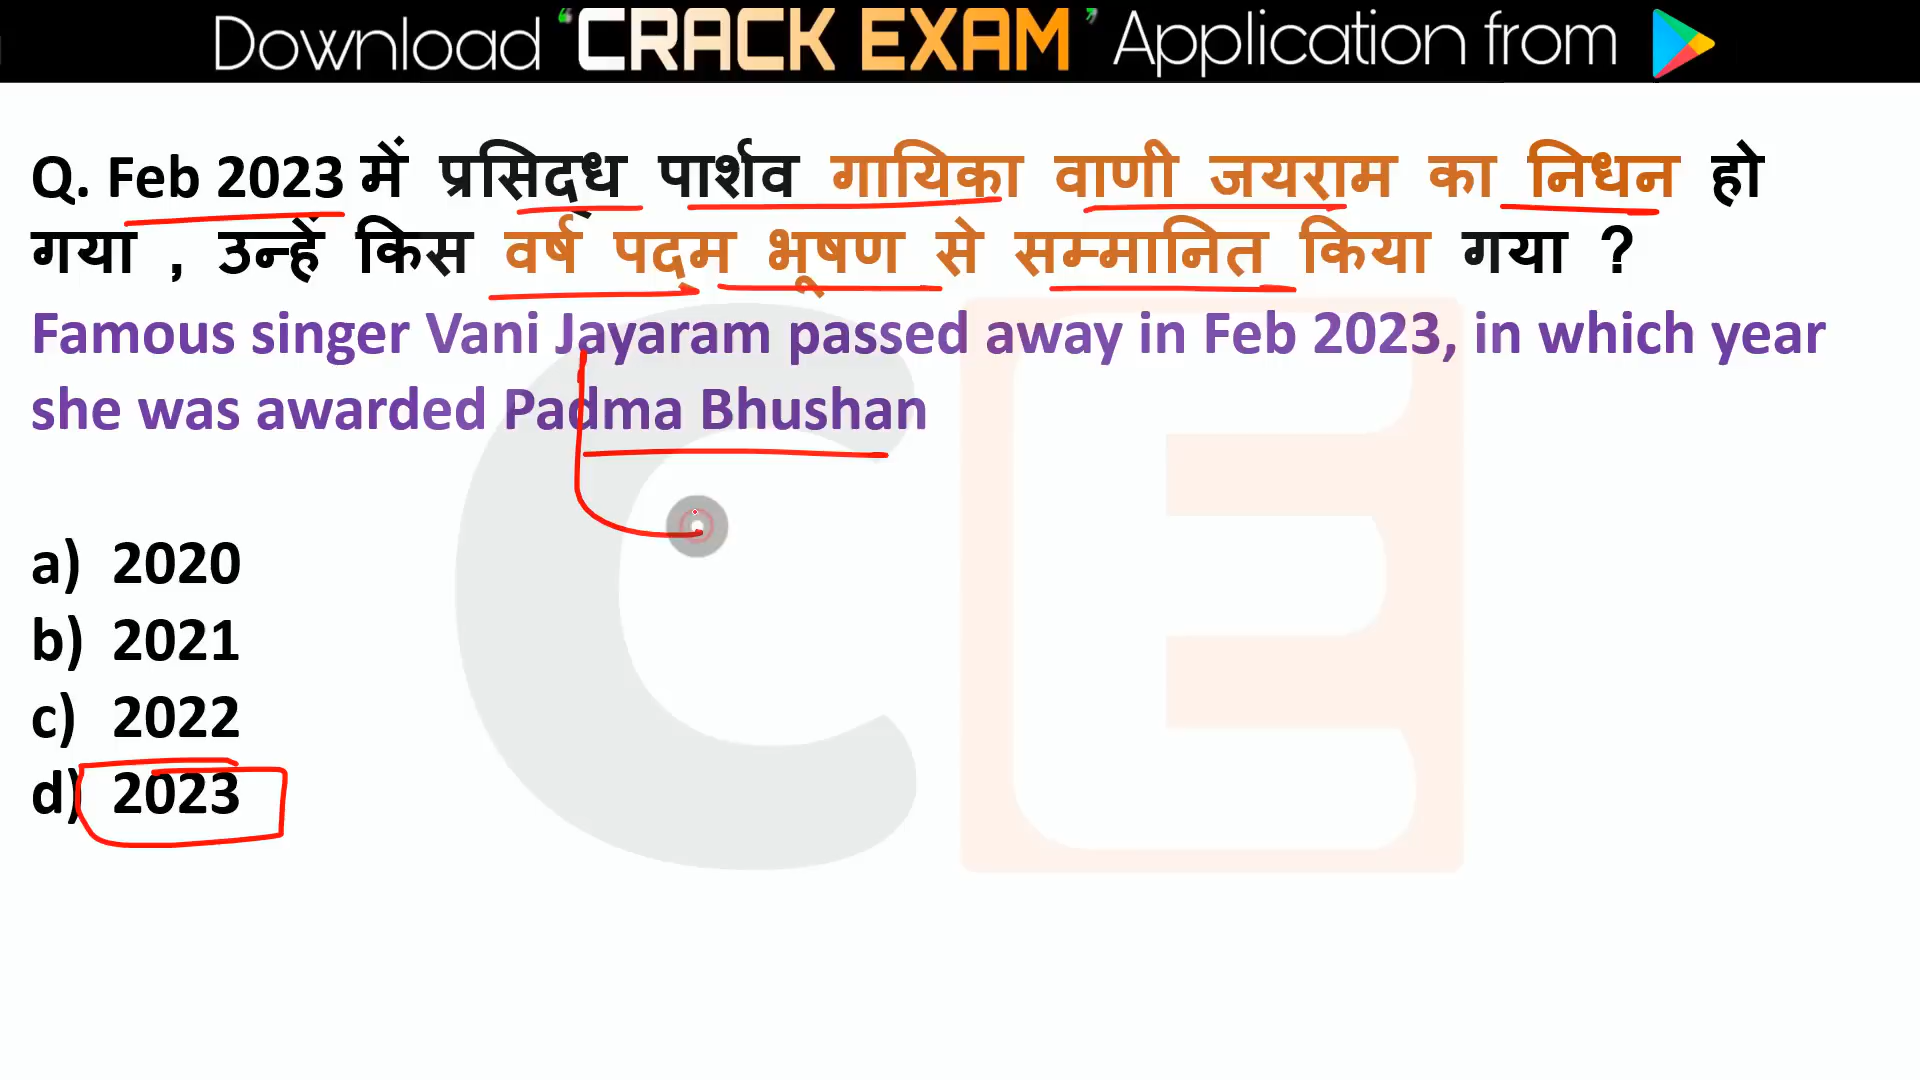 Download ‘CRACK EXAM’ Application from
Q. Feb 2023 में प्रसिद्ध पार्शव गायिका वाणी जयराम का निधन हो
गया , उन्हें किस वर्ष पद्म भूषण से सम्मानित किया गया ?
Famous singer Vani Jayaram passed away in Feb 2023, in which year
she was awarded Padma Bhushan
a) 2020
b) 2021
c) 2022
d) 2023
CE